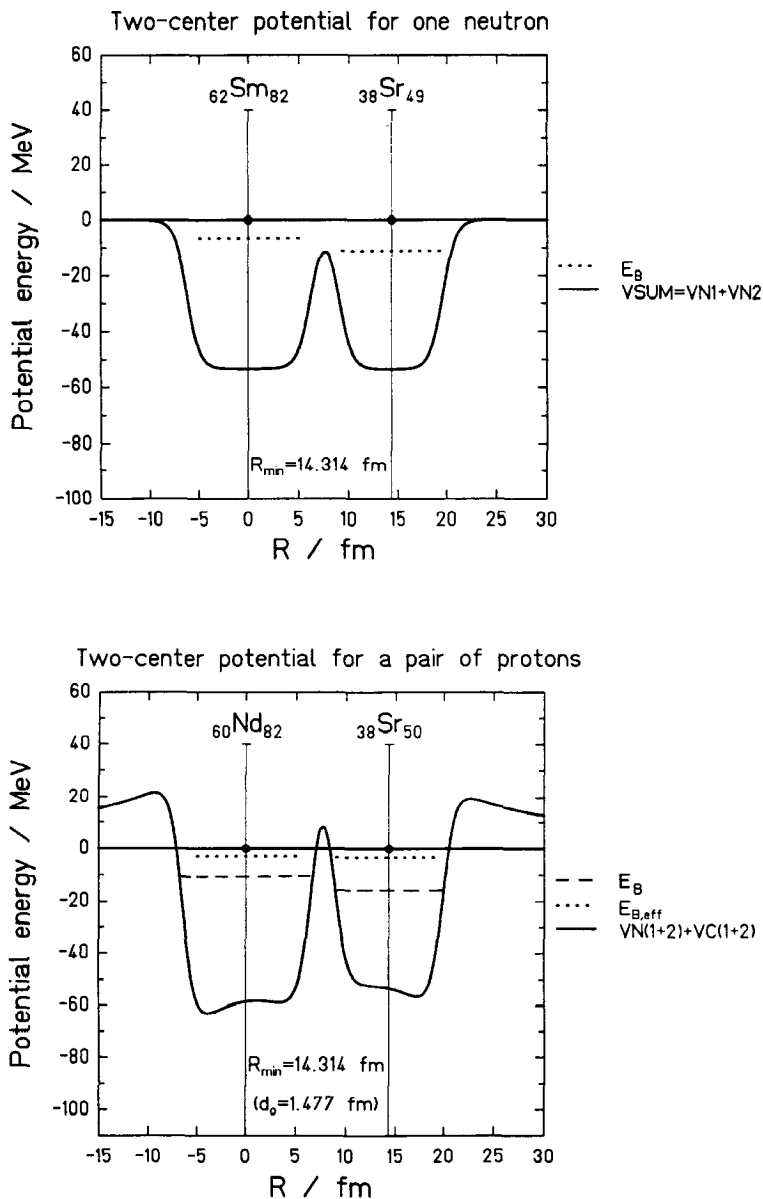 Two-center potential for one neutron
60
40
20
0
-20
-40
-60
-80
-100
Potential energy / MeV
₆₂Sm₈₂
₃₈Sr₄₉
R_min=14.314 fm
E_B
VSUM=VN1+VN2
-15 -10 -5 0 5 10 15 20 25 30
R / fm
Two-center potential for a pair of protons
60
40
20
0
-20
-40
-60
-80
-100
Potential energy / MeV
₆₀Nd₈₂
₃₈Sr₅₀
R_min=14.314 fm
(d₀=1.477 fm)
E_B
E_B,eff
VN(1+2)+VC(1+2)
-15 -10 -5 0 5 10 15 20 25 30
R / fm